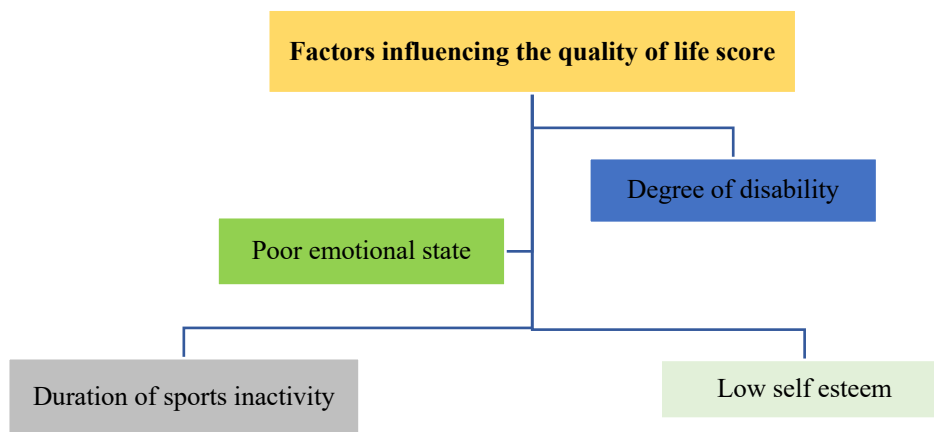 Factors influencing the quality of life score
Degree of disability
Poor emotional state
Duration of sports inactivity
Low self esteem